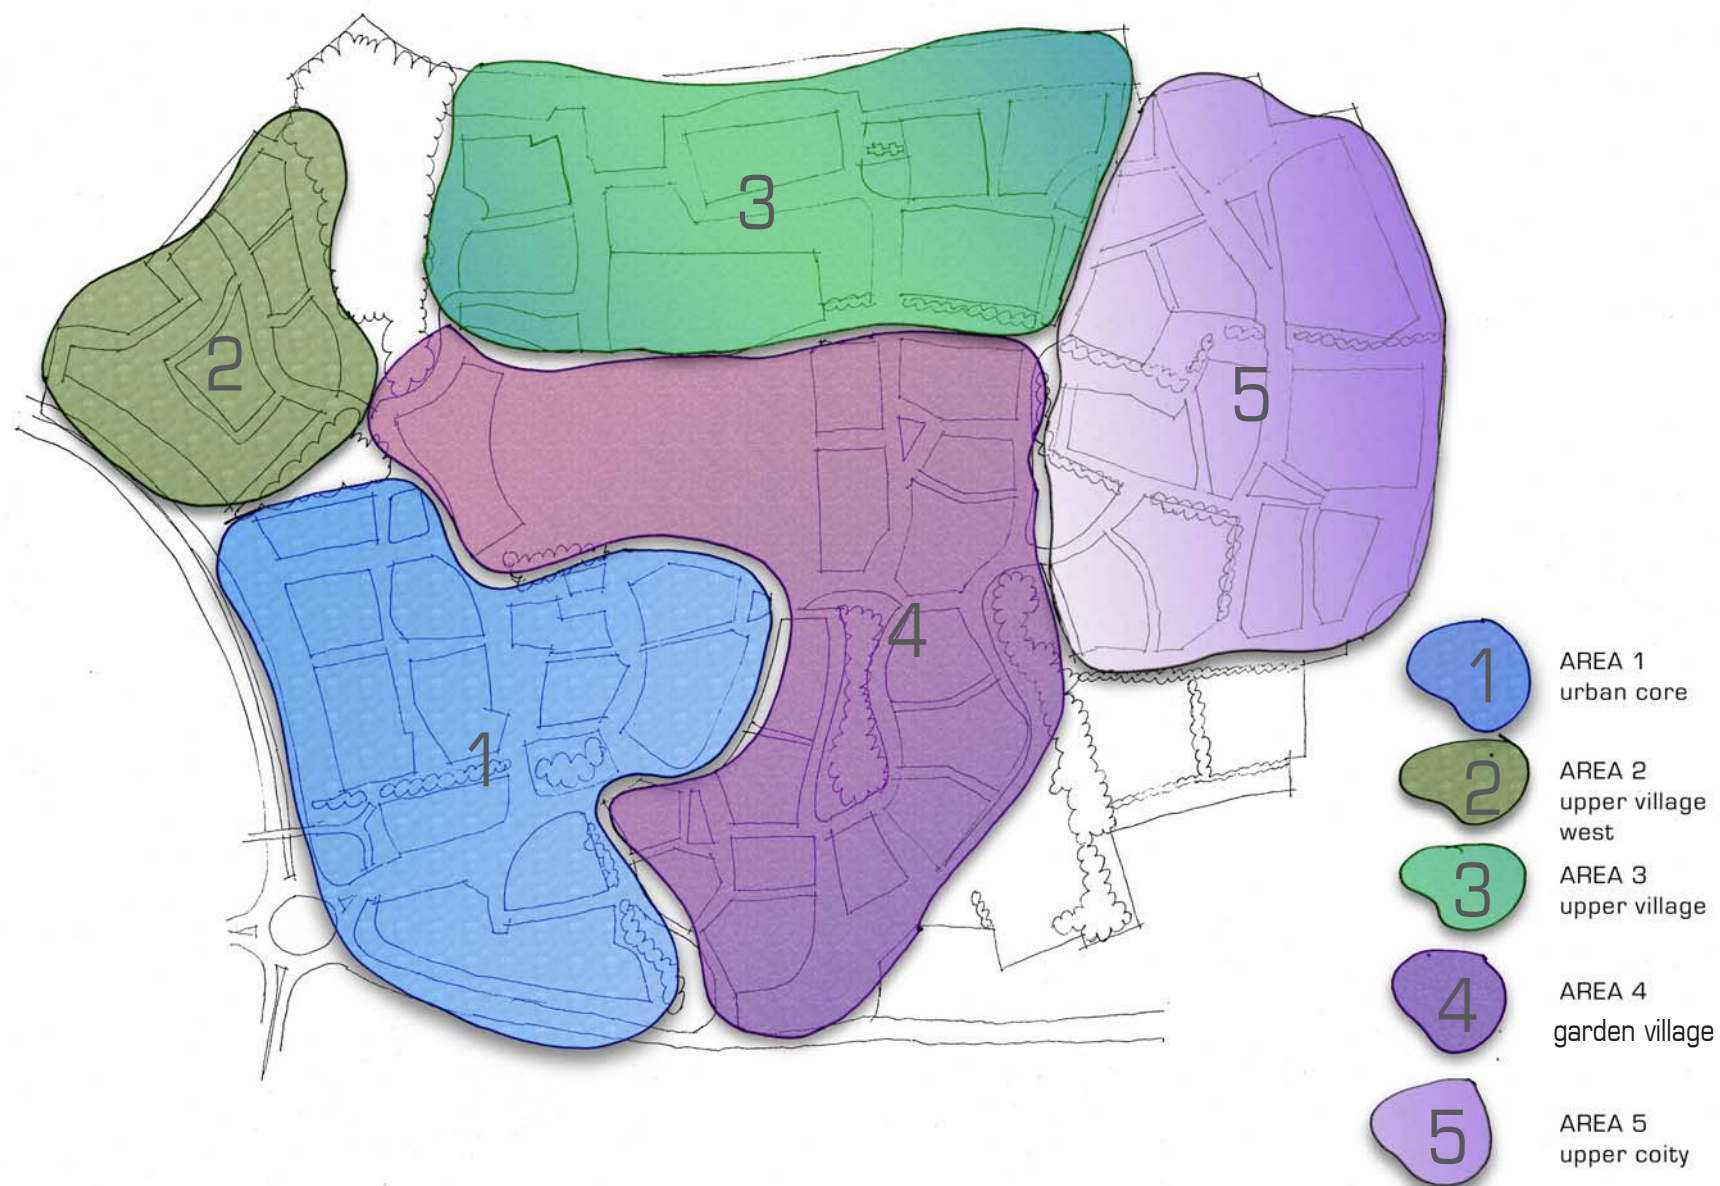 3
2
5
4
1
1
AREA 1
urban core
2
AREA 2
upper village
west
3
AREA 3
upper village
4
AREA 4
garden village
5
AREA 5
upper coity